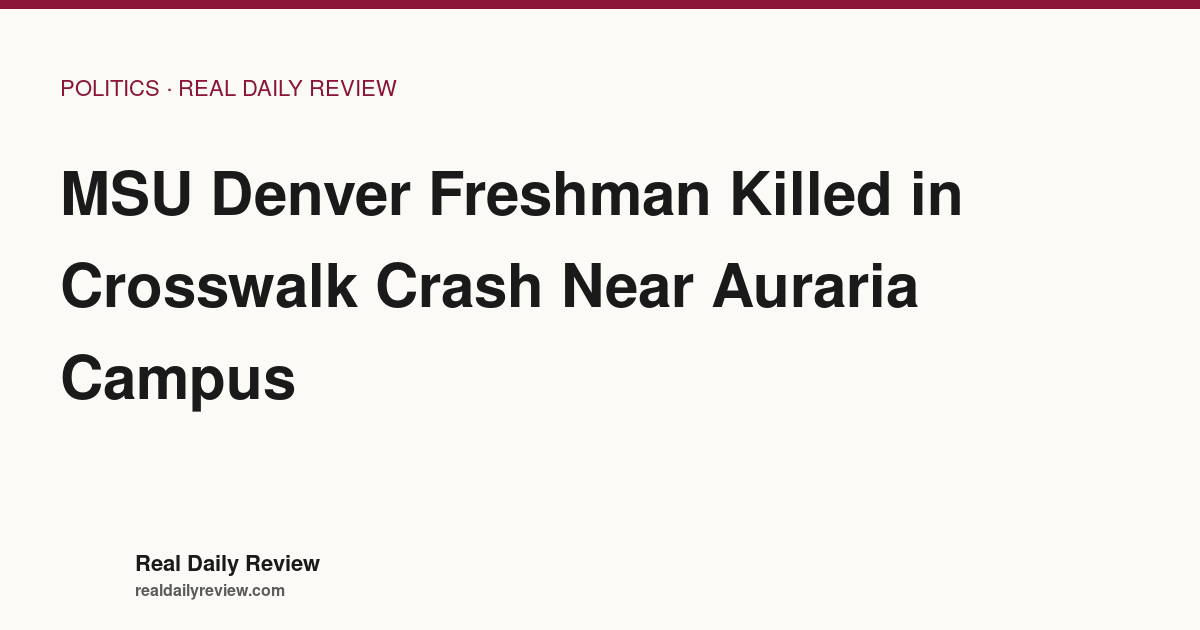 POLITICS · REAL DAILY REVIEW
MSU Denver Freshman Killed in
Crosswalk Crash Near Auraria
Campus
Real Daily Review
realdailyreview.com